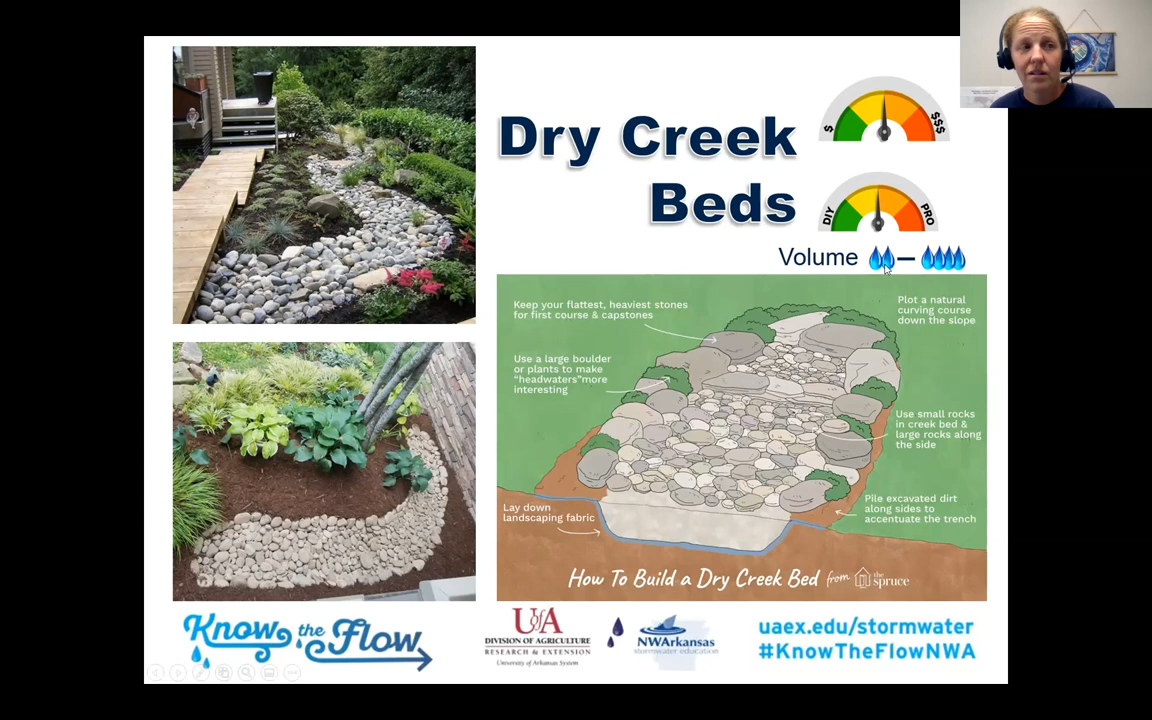 Dry Creek
Beds
$
$$$
DIY
PRO
Volume
Keep your flattest, heaviest stones
for first course & capstones
Plot a natural
curving course
down the slope
Use a large boulder
or plants to make
“headwaters”more
interesting
Use small rocks
in creek bed &
large rocks along
the side
Lay down
landscaping fabric
Pile excavated dirt
along sides to
accentuate the trench
How To Build a Dry Creek Bed from the spruce
Know the Flow
UofA
DIVISION OF AGRICULTURE
RESEARCH & EXTENSION
University of Arkansas System
NWArkansas
stormwater education
uaex.edu/stormwater
#KnowTheFlowNWA